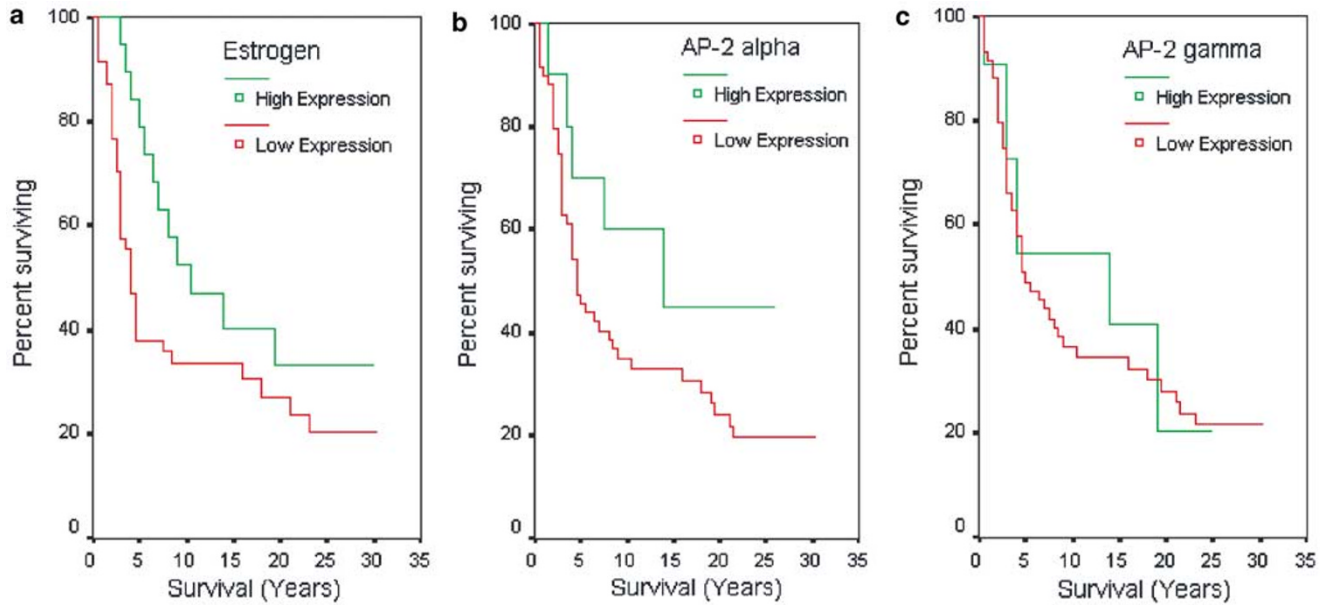 a
Estrogen
High Expression
Low Expression
Percent surviving
100
80
60
40
20
0
0 5 10 15 20 25 30 35
Survival (Years)
b
AP-2 alpha
High Expression
Low Expression
Percent surviving
100
80
60
40
20
0
0 5 10 15 20 25 30 35
Survival (Years)
c
AP-2 gamma
High Expression
Low Expression
Percent surviving
100
80
60
40
20
0
0 5 10 15 20 25 30 35
Survival (Years)